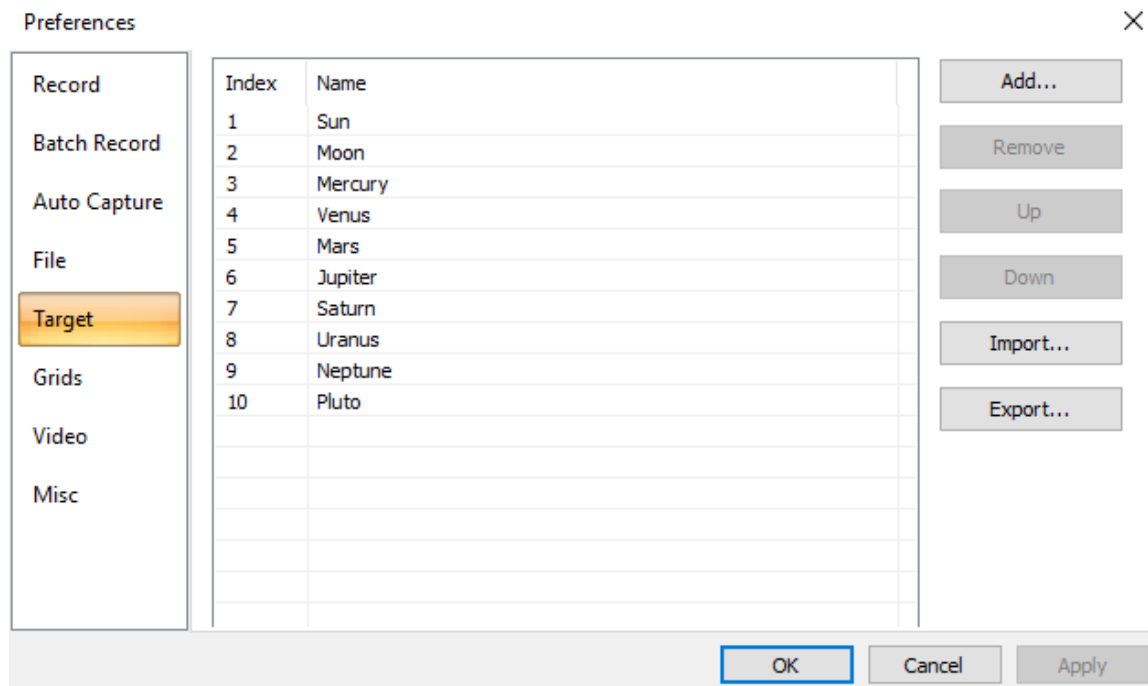 Preferences
Record
Batch Record
Auto Capture
File
Target
Grids
Video
Misc
Index Name
1 Sun
2 Moon
3 Mercury
4 Venus
5 Mars
6 Jupiter
7 Saturn
8 Uranus
9 Neptune
10 Pluto
Add...
Remove
Up
Down
Import...
Export...
OK Cancel Apply